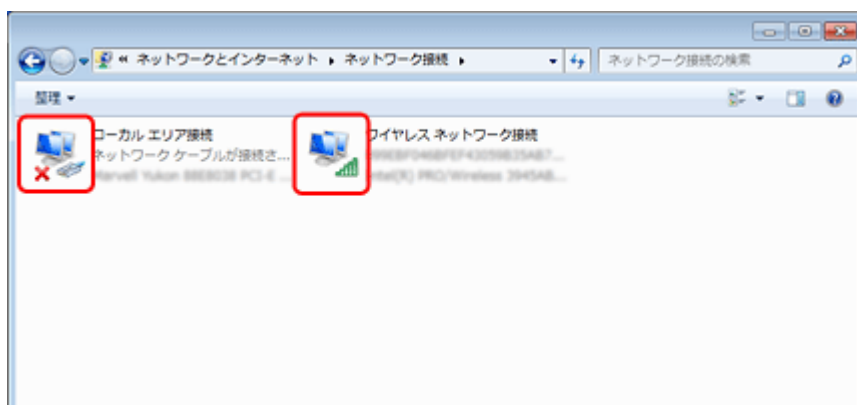 « ネットワークとインターネット ▸ ネットワーク接続 ▸
ネットワーク接続の検索
整理
ローカル エリア接続
ネットワーク ケーブルが接続さ...
ワイヤレス ネットワーク接続